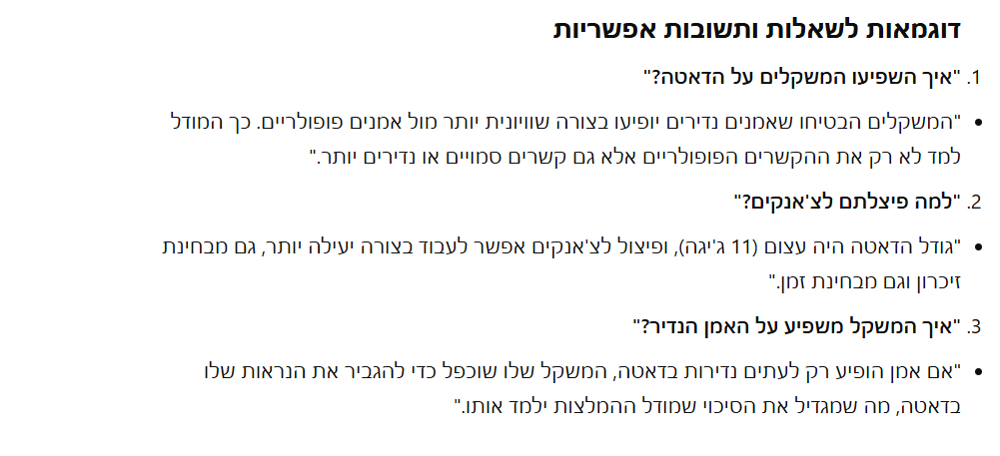 דוגמאות לשאלות ותשובות אפשריות
1. "איך השפיעו המשקלים על הדאטה?"
• "המשקלים הבטיחו שאמנים נדירים יופיעו בצורה שוויונית יותר מול אמנים פופולריים. כך המודל
למד לא רק את ההקשרים הפופולריים אלא גם קשרים סמויים או נדירים יותר."
2. "למה פיצלתם לצ'אנקים?"
• "גודל הדאטה היה עצום (11 ג'יגה), ופיצול לצ'אנקים אפשר לעבוד בצורה יעילה יותר, גם מבחינת
זיכרון וגם מבחינת זמן."
3. "איך המשקל משפיע על האמן הנדיר?"
• "אם אמן הופיע רק לעתים נדירות בדאטה, המשקל שלו שוכפל כדי להגביר את הנראות שלו
בדאטה, מה שמגדיל את הסיכוי שמודל ההמלצות ילמד אותו."